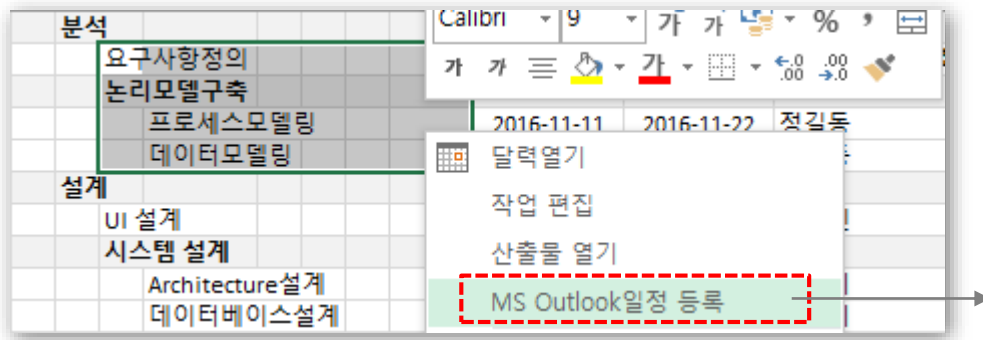 분석
Calibri 9 가 가 % ,
요구사항정의
가 가 가 .00 .00
논리모델구축
프로세스모델링 2016-11-11 2016-11-22 정길동
데이터모델링
달력열기
설계
작업 편집
UI 설계
시스템 설계
산출물 열기
Architecture설계
MS Outlook일정 등록
데이터베이스설계